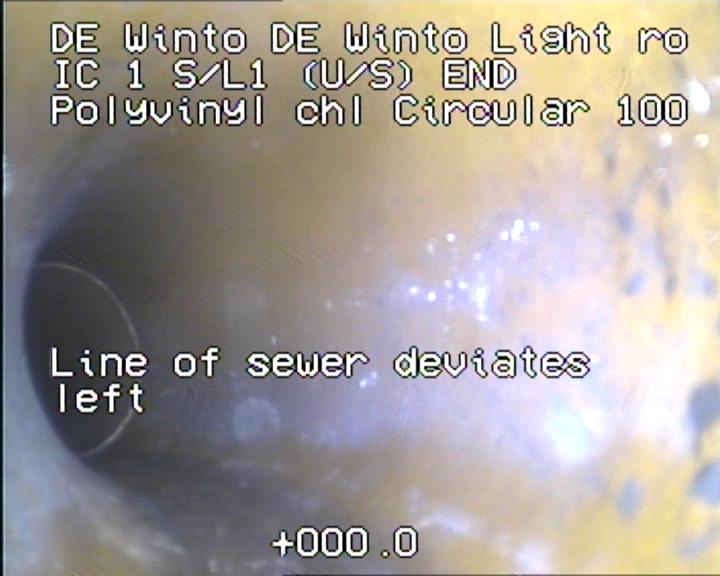 DE Winto DE Winto Light ro
IC 1 S/L1 (U/S) END
Polyvinyl chl Circular 100
Line of sewer deviates
left
+000.0